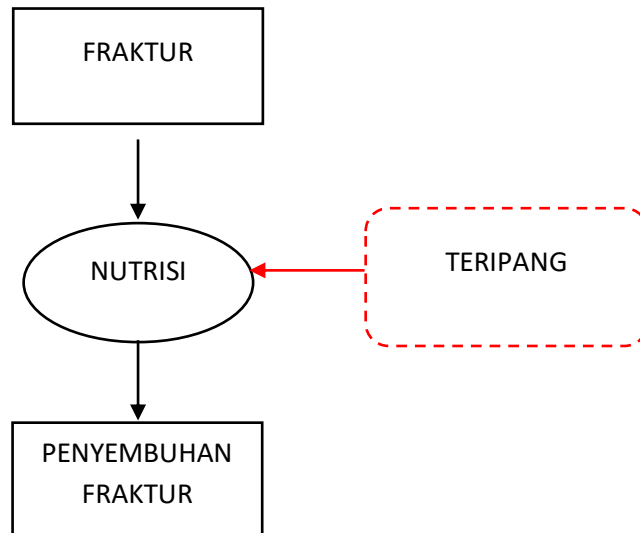 FRAKTUR
NUTRISI
TERIPANG
PENYEMBUHAN
FRAKTUR